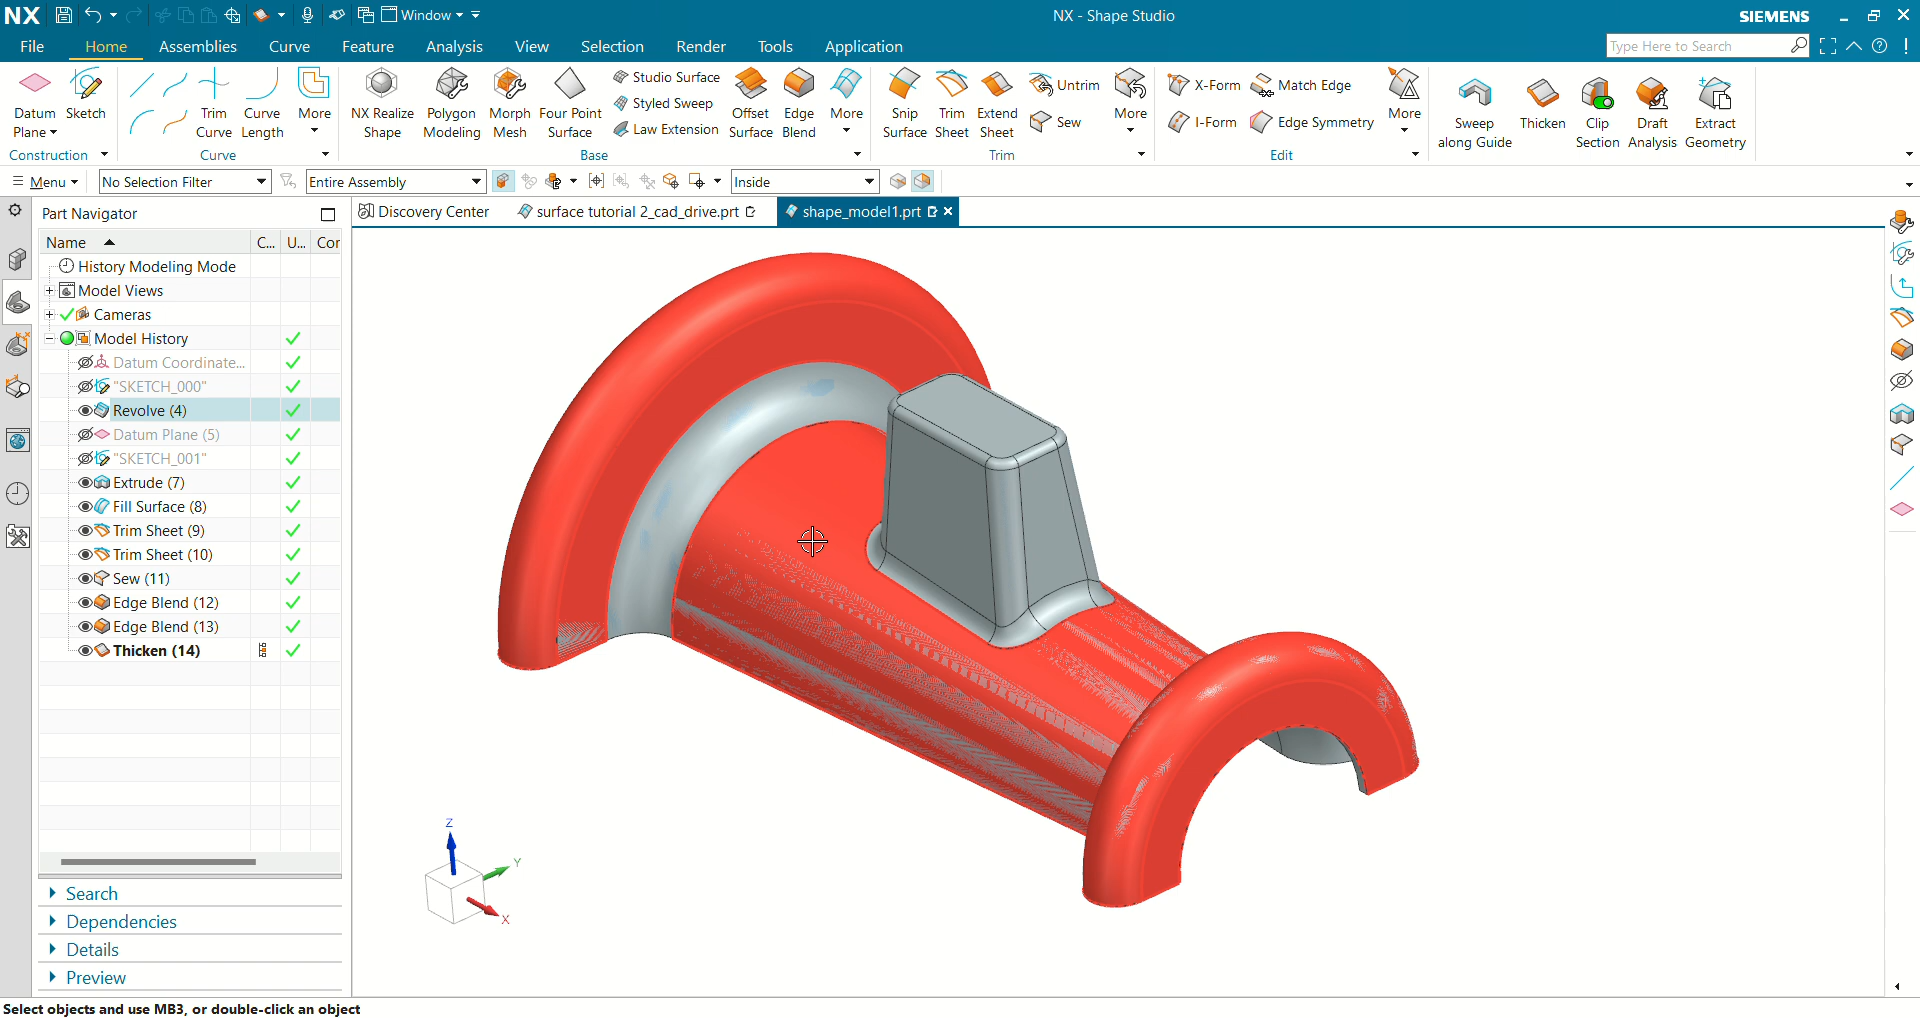 NX
Window
NX - Shape Studio
SIEMENS
File
Home
Assemblies
Curve
Feature
Analysis
View
Selection
Render
Tools
Application
Type Here to Search
Datum Plane
Sketch
Construction
Trim Curve
Curve Length
More
Curve
NX Realize Shape
Polygon Modeling
Morph Mesh
Four Point Surface
Studio Surface
Styled Sweep
Law Extension
Offset Surface
Edge Blend
More
Base
Snip Surface
Trim Sheet
Extend Sheet
Untrim
Sew
More
Trim
X-Form
I-Form
Match Edge
Edge Symmetry
More
Edit
Sweep along Guide
Thicken
Clip Section
Draft Analysis
Extract Geometry
Menu
No Selection Filter
Entire Assembly
Inside
Part Navigator
Discovery Center
surface tutorial 2_cad_drive.prt
shape_model1.prt
Name
C...
U...
Cor
History Modeling Mode
Model Views
Cameras
Model History
Datum Coordinate...
"SKETCH_000"
Revolve (4)
Datum Plane (5)
"SKETCH_001"
Extrude (7)
Fill Surface (8)
Trim Sheet (9)
Trim Sheet (10)
Sew (11)
Edge Blend (12)
Edge Blend (13)
Thicken (14)
Z
Y
X
Search
Dependencies
Details
Preview
Select objects and use MB3, or double-click an object